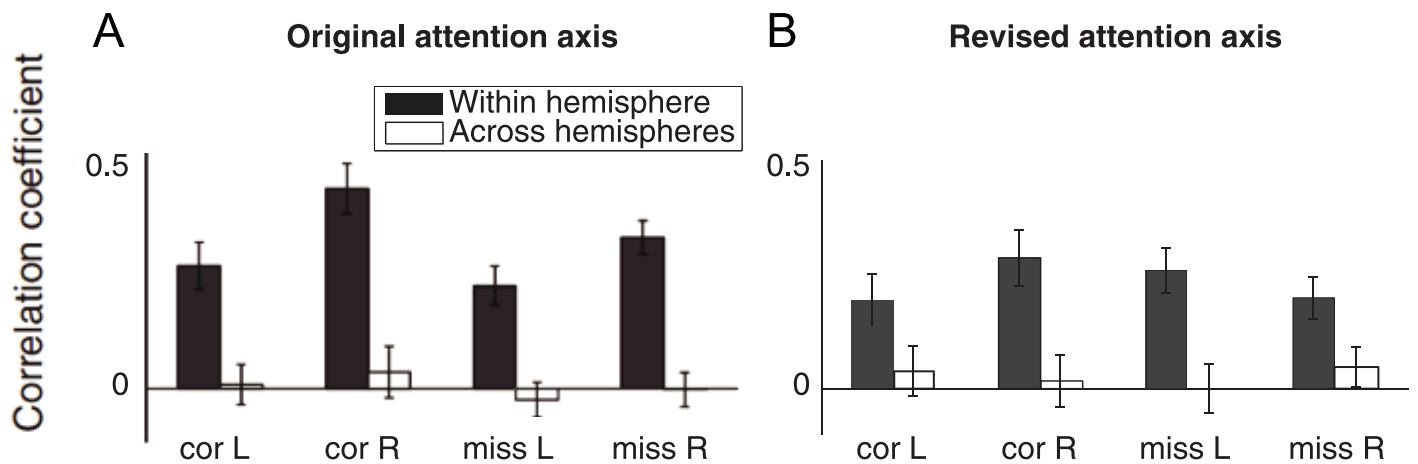 A
Original attention axis
Within hemisphere
Across hemispheres
Correlation coefficient
0.5
0
cor L
cor R
miss L
miss R
B
Revised attention axis
0.5
0
cor L
cor R
miss L
miss R